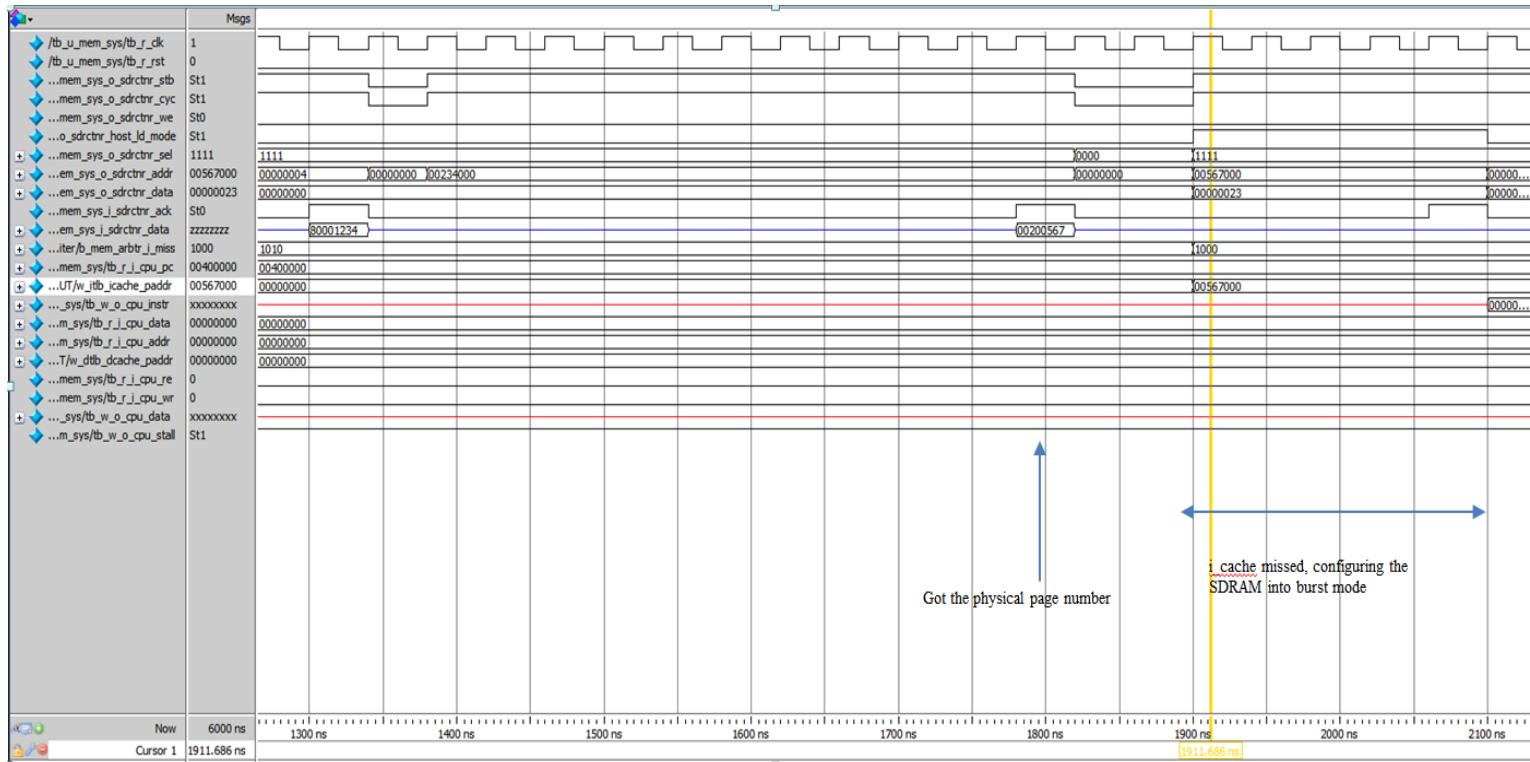 Msgs
/tb_u_mem_sys/tb_r_clk 1
/tb_u_mem_sys/tb_r_rst 0
...mem_sys_o_sdrctnr_stb St1
...mem_sys_o_sdrctnr_cyc St1
...mem_sys_o_sdrctnr_we St0
...o_sdrctnr_host_ld_mode St1
...mem_sys_o_sdrctnr_sel 1111 1111 0000 1111
...em_sys_o_sdrctnr_addr 00567000 00000004 00000000 00234000 00000000 00567000 00000...
...em_sys_o_sdrctnr_data 00000023 00000000 00000023 00000...
...mem_sys_i_sdrctnr_ack St0
...em_sys_i_sdrctnr_data zzzzzzzz 80001234 00200567
...iter/b_mem_arbtr_i_miss 1000 1010 1000
...mem_sys/tb_r_i_cpu_pc 00400000 00400000
...UT/w_itlb_icache_paddr 00567000 00000000 00567000
..._sys/tb_w_o_cpu_instr xxxxxxxx 00000...
...m_sys/tb_r_i_cpu_data 00000000 00000000
...m_sys/tb_r_i_cpu_addr 00000000 00000000
...T/w_dtlb_dcache_paddr 00000000 00000000
...mem_sys/tb_r_i_cpu_re 0
...mem_sys/tb_r_i_cpu_wr 0
..._sys/tb_w_o_cpu_data xxxxxxxx
...m_sys/tb_w_o_cpu_stall St1
Got the physical page number
i_cache missed, configuring the
SDRAM into burst mode
Now 6000 ns
1300 ns 1400 ns 1500 ns 1600 ns 1700 ns 1800 ns 1900 ns 2000 ns 2100 ns
Cursor 1 1911.686 ns 1911.686 ns